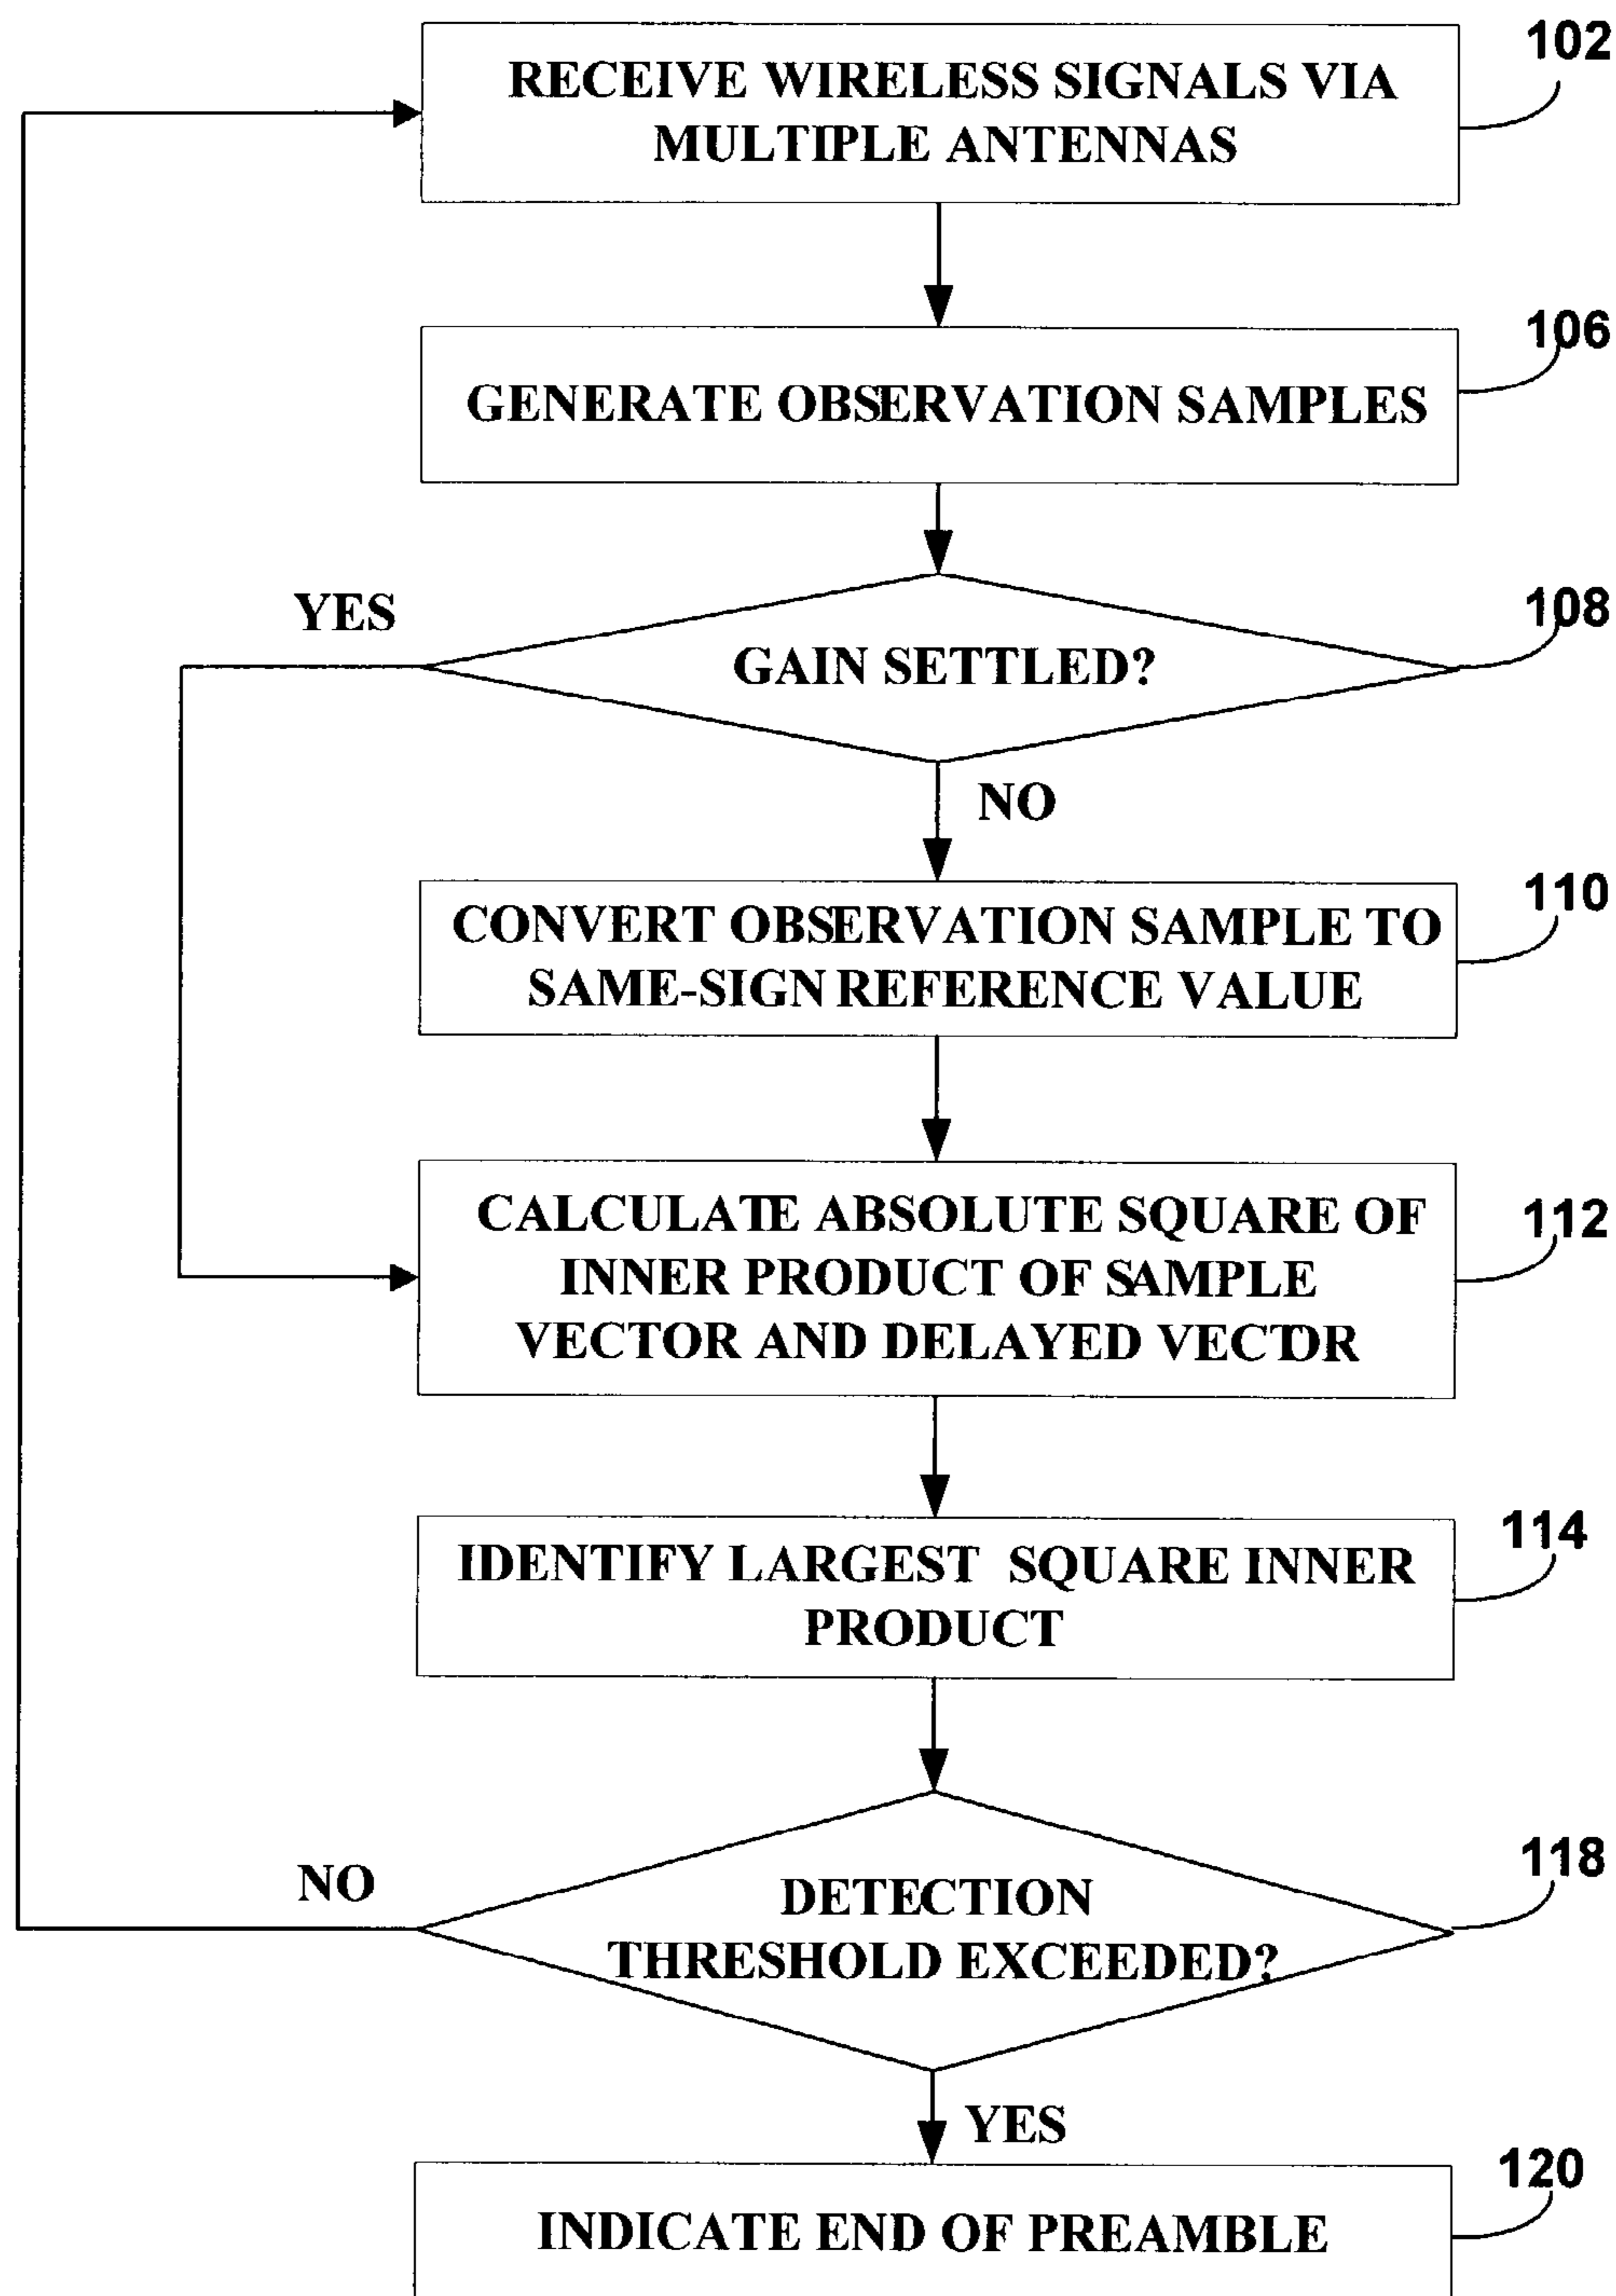 102
RECEIVE WIRELESS SIGNALS VIA
MULTIPLE ANTENNAS
106
GENERATE OBSERVATION SAMPLES
108
YES
GAIN SETTLED?
NO
110
CONVERT OBSERVATION SAMPLE TO
SAME-SIGN REFERENCE VALUE
112
CALCULATE ABSOLUTE SQUARE OF
INNER PRODUCT OF SAMPLE
VECTOR AND DELAYED VECTOR
114
IDENTIFY LARGEST SQUARE INNER
PRODUCT
118
NO
DETECTION
THRESHOLD EXCEEDED?
YES
120
INDICATE END OF PREAMBLE